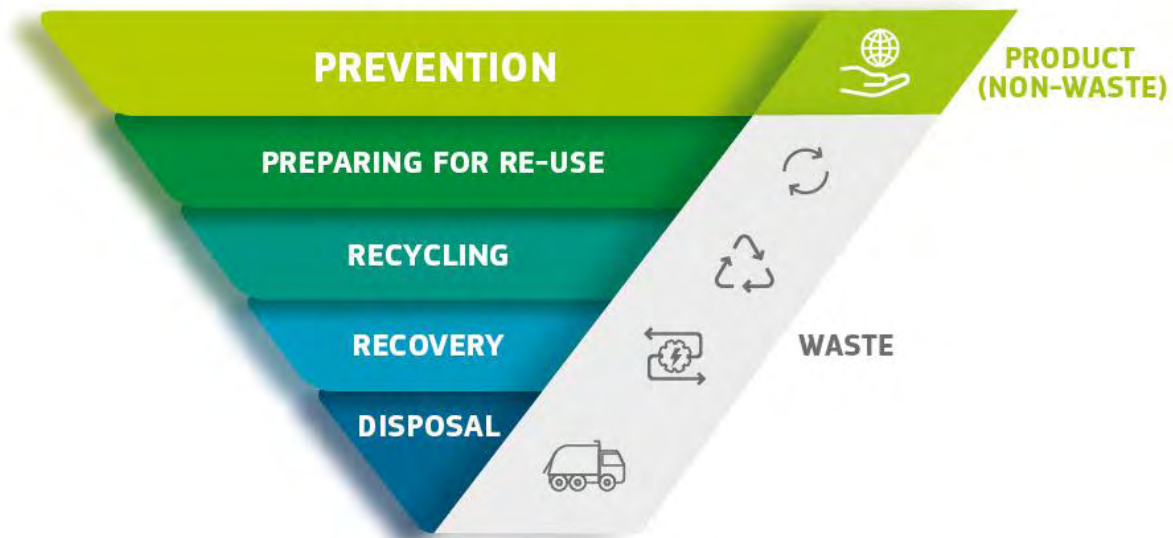 PREVENTION
PRODUCT
(NON-WASTE)
PREPARING FOR RE-USE
RECYCLING
RECOVERY
WASTE
DISPOSAL